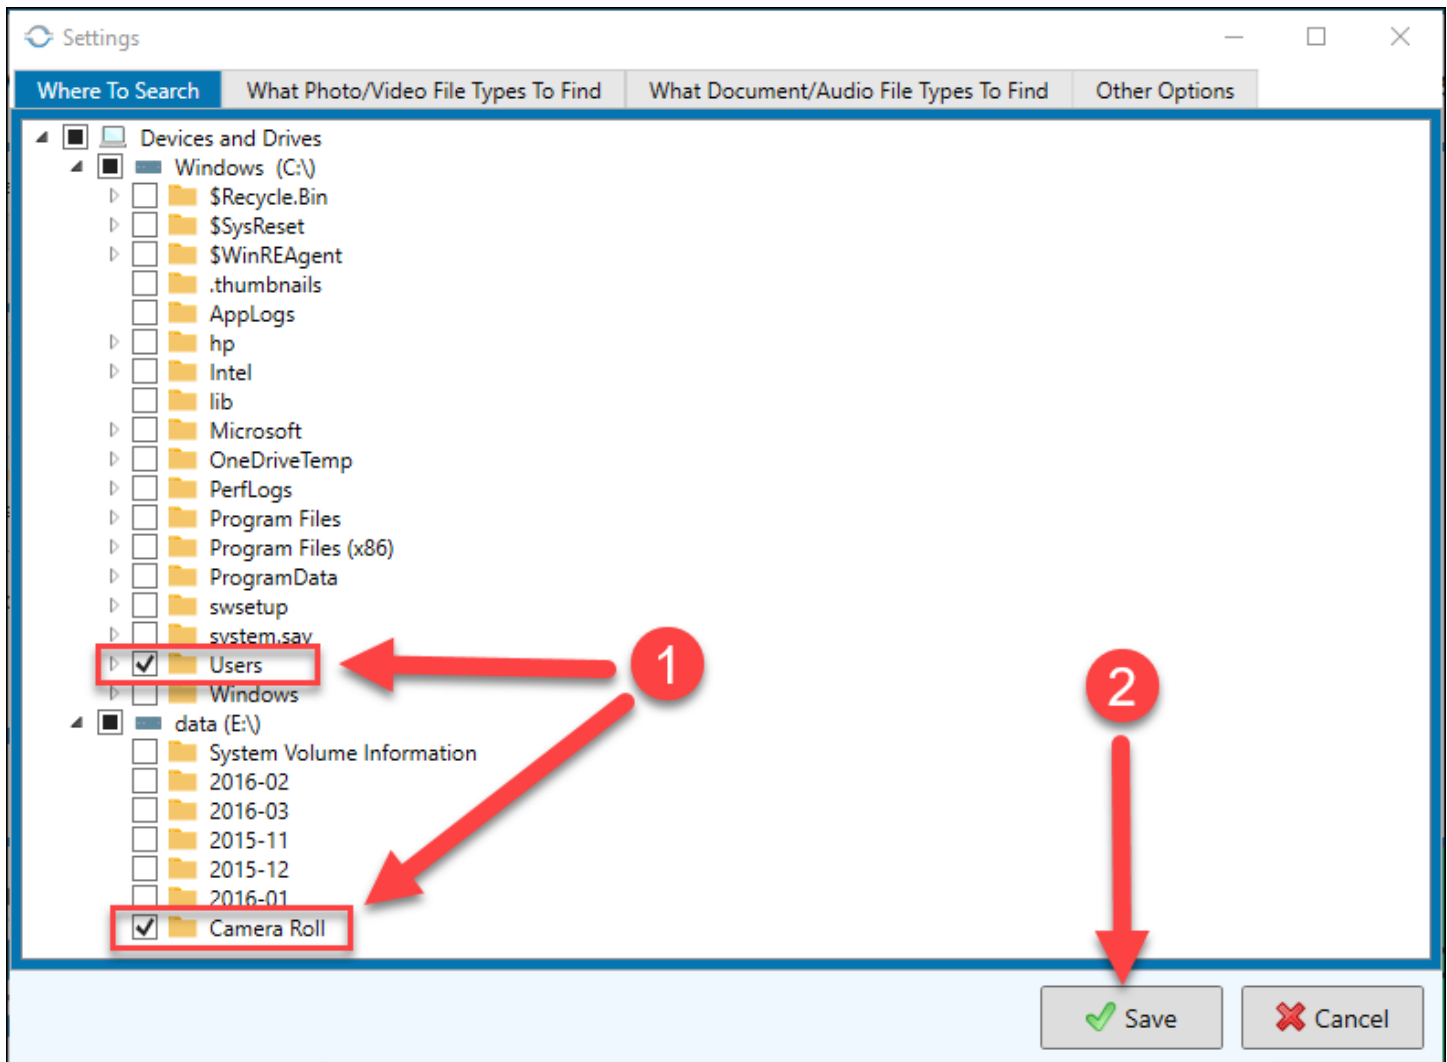 Settings
Where To Search What Photo/Video File Types To Find What Document/Audio File Types To Find Other Options
Devices and Drives
Windows (C:\)
$Recycle.Bin
$SysReset
$WinREAgent
.thumbnails
AppLogs
hp
Intel
lib
Microsoft
OneDriveTemp
PerfLogs
Program Files
Program Files (x86)
ProgramData
swsetup
system.sav
Users
1
Windows
2
data (E:\)
System Volume Information
2016-02
2016-03
2015-11
2015-12
2016-01
Camera Roll
Save Cancel